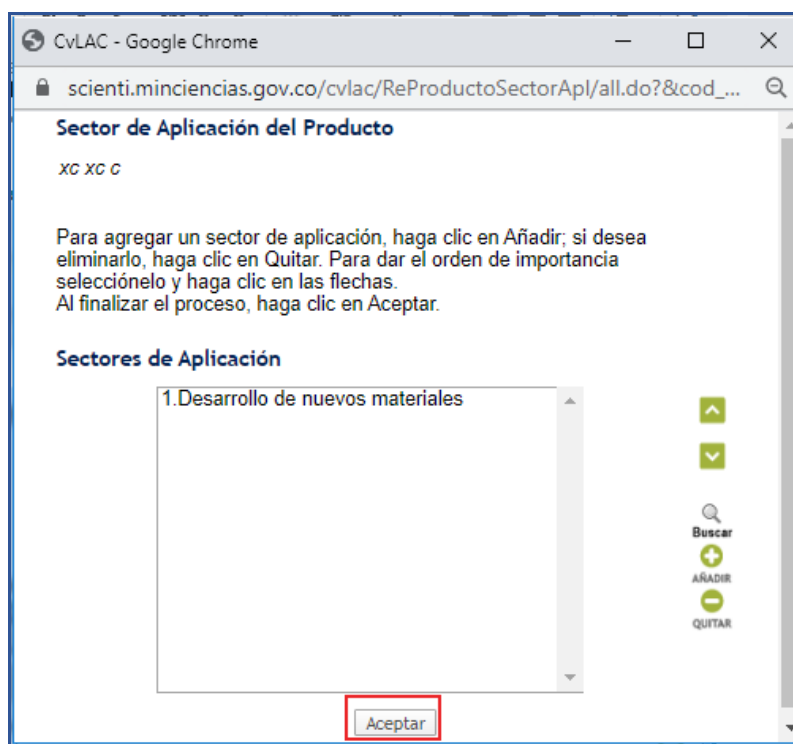 CvLAC - Google Chrome
scienti.minciencias.gov.co/cvlac/ReProductoSectorApl/all.do?&cod_...
Sector de Aplicación del Producto
xc xc c
Para agregar un sector de aplicación, haga clic en Añadir; si desea
eliminarlo, haga clic en Quitar. Para dar el orden de importancia
selecciónelo y haga clic en las flechas.
Al finalizar el proceso, haga clic en Aceptar.
Sectores de Aplicación
1.Desarrollo de nuevos materiales
Buscar
AÑADIR
QUITAR
Aceptar